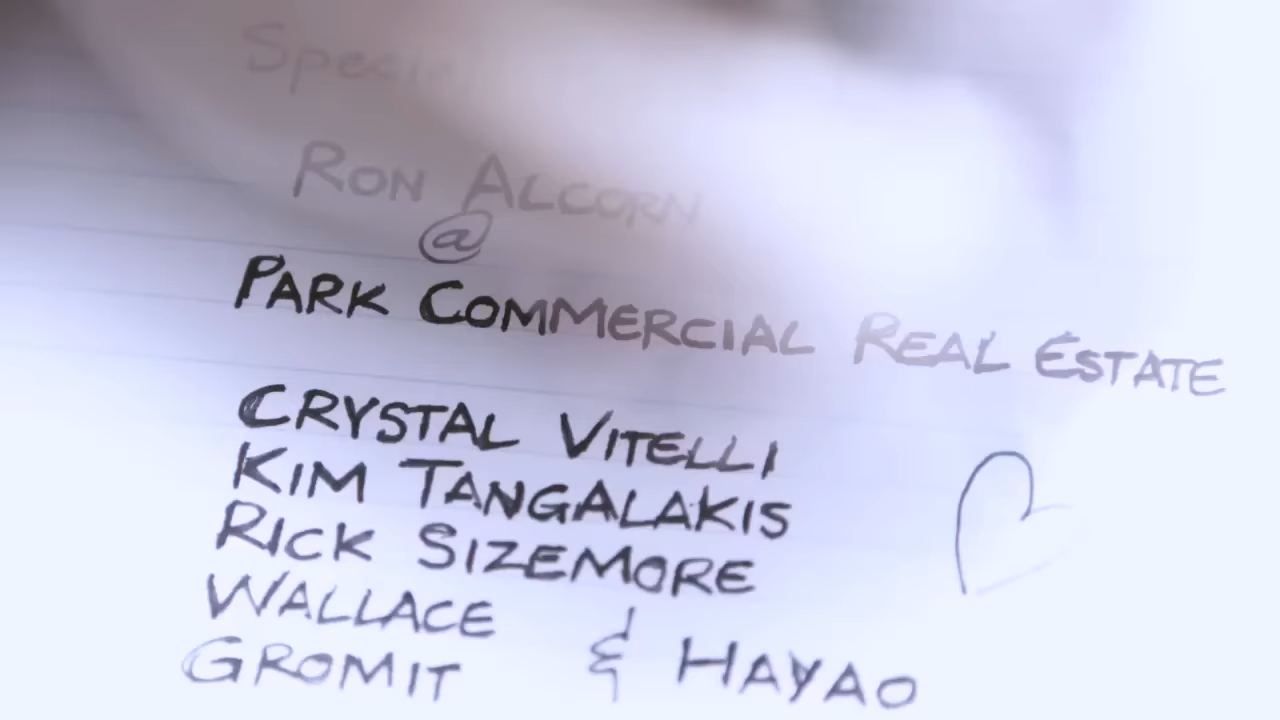 RON ALCORN
@
PARK COMMERCIAL REAL ESTATE
CRYSTAL VITELLI
KIM TANGALAKIS
RICK SIZEMORE
WALLACE
GROMIT & HAYAO